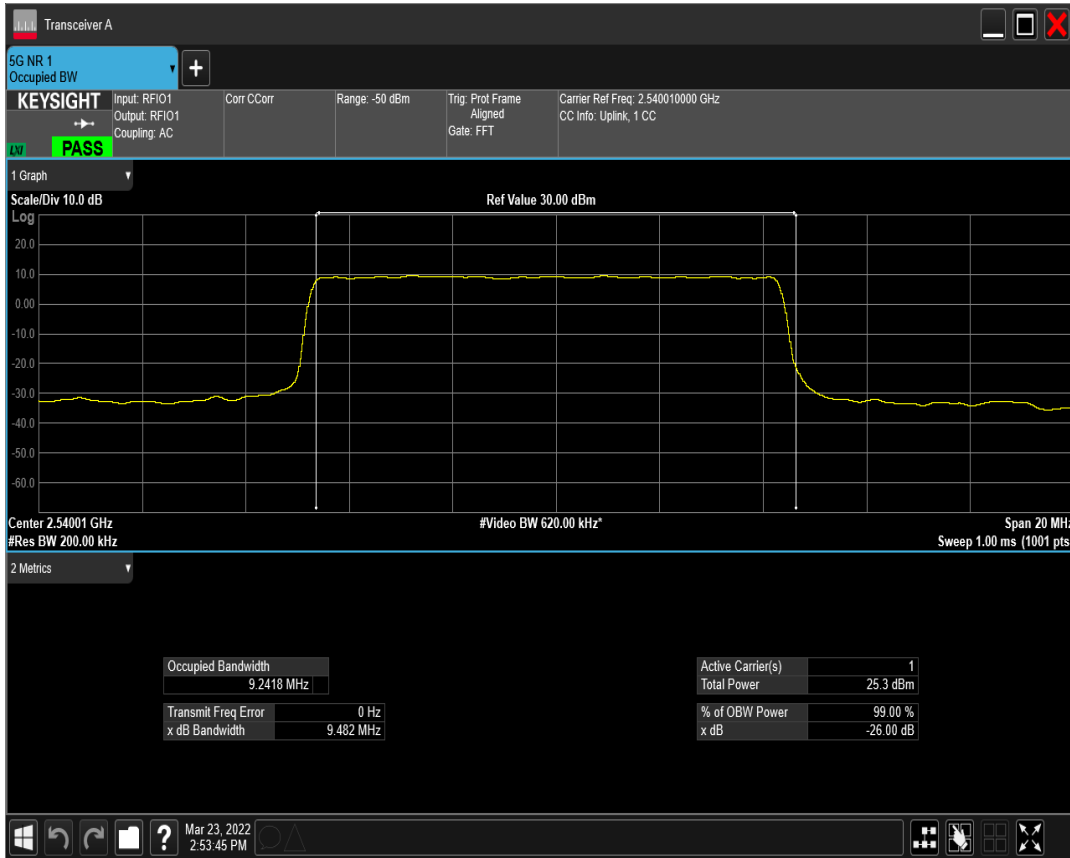 Transceiver A
5G NR 1
Occupied BW
KEYSIGHT
Input: RFIO1
Output: RFIO1
Coupling: AC
Corr CCorr
Range: -50 dBm
Trig: Prot Frame
Aligned
Gate: FFT
Carrier Ref Freq: 2.540010000 GHz
CC Info: Uplink, 1 CC
LXI
PASS
1 Graph
Scale/Div 10.0 dB
Ref Value 30.00 dBm
Log
20.0
10.0
0.00
-10.0
-20.0
-30.0
-40.0
-50.0
-60.0
Center 2.54001 GHz
#Video BW 620.00 kHz*
Span 20 MHz
#Res BW 200.00 kHz
Sweep 1.00 ms (1001 pts
2 Metrics
Occupied Bandwidth
9.2418 MHz
Transmit Freq Error 0 Hz
x dB Bandwidth 9.482 MHz
Active Carrier(s) 1
Total Power 25.3 dBm
% of OBW Power 99.00 %
x dB -26.00 dB
?
Mar 23, 2022
2:53:45 PM